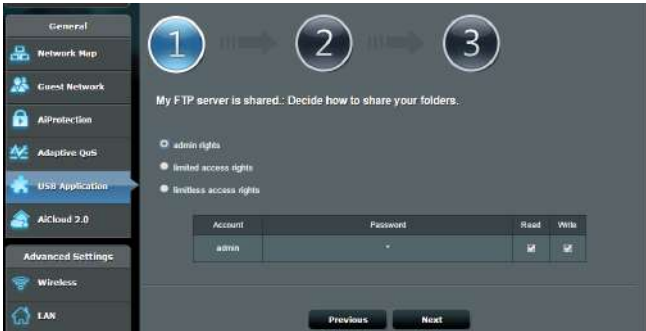 General
Network Map
Guest Network
AiProtection
Adaptive QoS
USB Application
AiCloud 2.0
Advanced Settings
Wireless
LAN
1 2 3
My FTP server is shared.: Decide how to share your folders.
admin rights
limited access rights
limitless access rights
Account Password Read Write
admin *
Previous Next